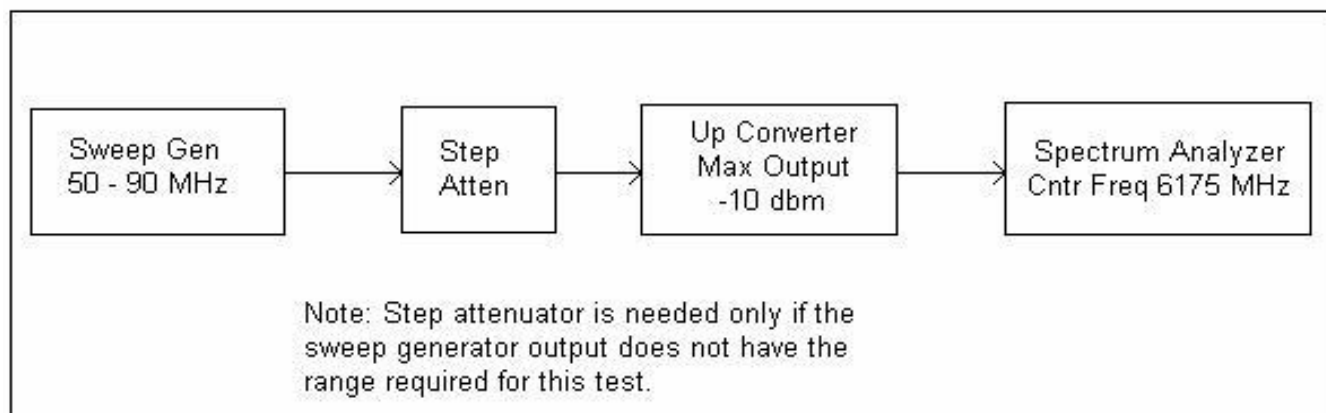 Sweep Gen
50 - 90 MHz
Step
Atten
Up Converter
Max Output
-10 dbm
Spectrum Analyzer
Cntr Freq 6175 MHz
Note: Step attenuator is needed only if the
sweep generator output does not have the
range required for this test.